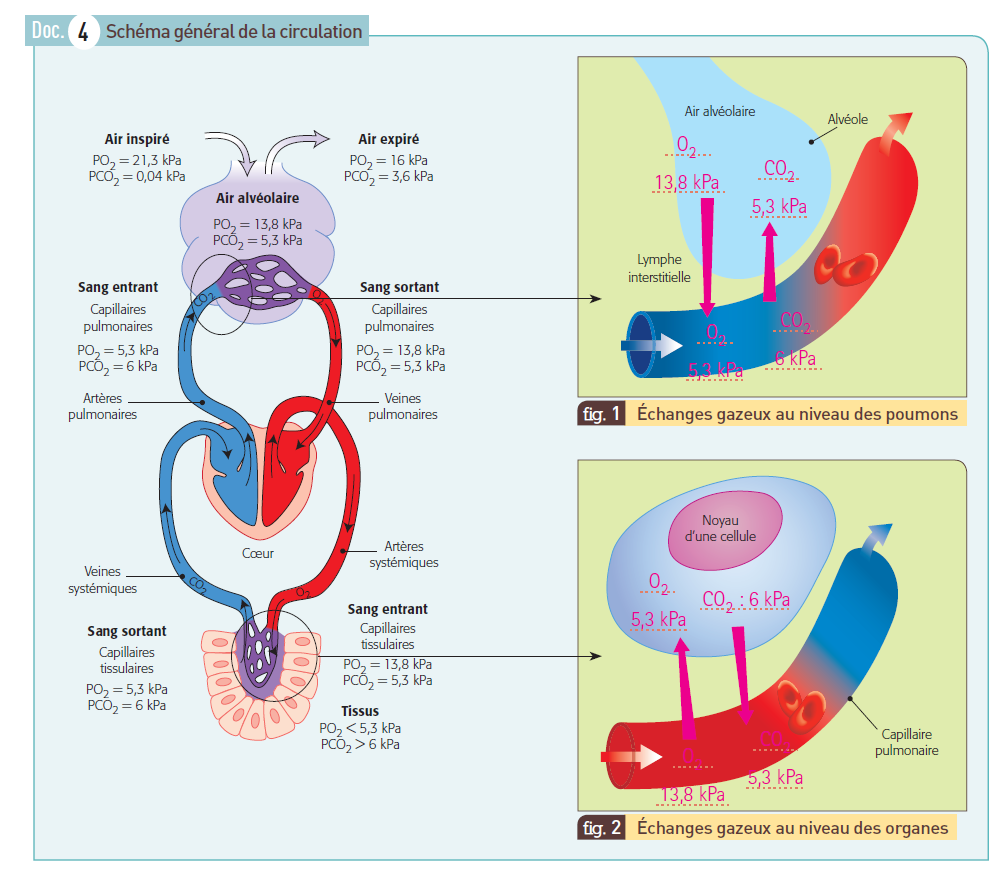 Doc. 4 Schéma général de la circulation
Air inspiré
PO2 = 21,3 kPa
PCO2 = 0,04 kPa
Air expiré
PO2 = 16 kPa
PCO2 = 3,6 kPa
Air alvéolaire
PO2 = 13,8 kPa
PCO2 = 5,3 kPa
CO2
O2
Sang entrant
Capillaires
pulmonaires
PO2 = 5,3 kPa
PCO2 = 6 kPa
Sang sortant
Capillaires
pulmonaires
PO2 = 13,8 kPa
PCO2 = 5,3 kPa
Artères
pulmonaires
Veines
pulmonaires
Cœur
Veines
systémiques
Artères
systémiques
CO2
O2
Sang sortant
Capillaires
tissulaires
PO2 = 5,3 kPa
PCO2 = 6 kPa
Sang entrant
Capillaires
tissulaires
PO2 = 13,8 kPa
PCO2 = 5,3 kPa
Tissus
PO2 < 5,3 kPa
PCO2 > 6 kPa
Air alvéolaire
Alvéole
O2
13,8 kPa
CO2
5,3 kPa
Lymphe
interstitielle
O2
5,3 kPa
CO2
6 kPa
fig. 1 Échanges gazeux au niveau des poumons
Noyau
d'une cellule
O2
5,3 kPa
CO2 : 6 kPa
O2
13,8 kPa
CO2
5,3 kPa
Capillaire
pulmonaire
fig. 2 Échanges gazeux au niveau des organes